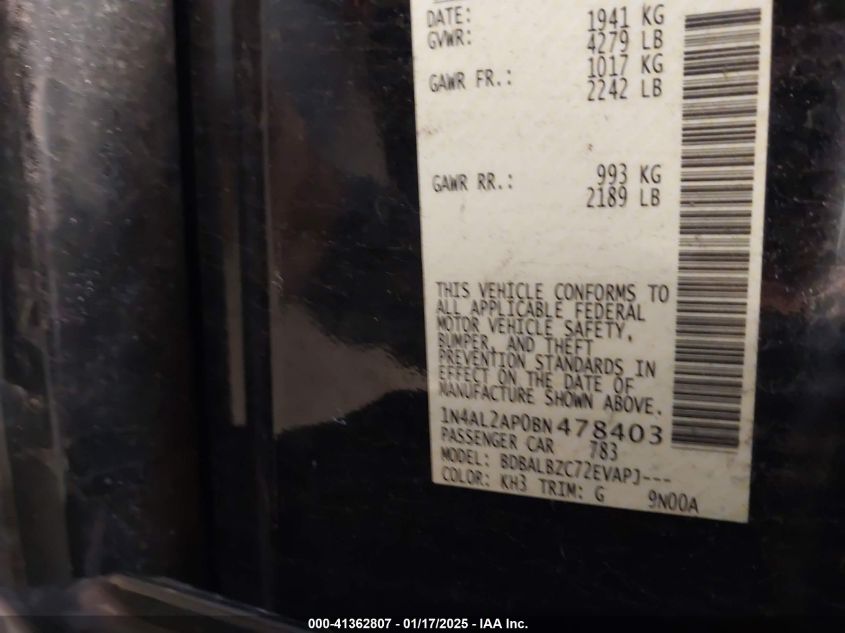 DATE: 1941 KG
GVWR: 4279 LB
1017 KG
GAWR FR.: 2242 LB
993 KG
GAWR RR.: 2189 LB
THIS VEHICLE CONFORMS TO
ALL APPLICABLE FEDERAL
MOTOR VEHICLE SAFETY,
BUMPER, AND THEFT
PREVENTION STANDARDS IN
EFFECT ON THE DATE OF
MANUFACTURE SHOWN ABOVE.
1N4AL2AP0BN478403
PASSENGER CAR 783
MODEL: BDBALBZC72EVAPJ---
COLOR: KH3 TRIM: G 9N00A
000-41362807 - 01/17/2025 - IAA Inc.